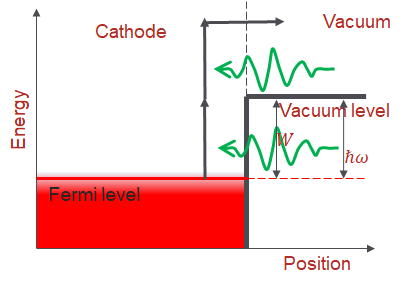 Cathode
Vacuum
Energy
Vacuum level
W
ħω
Fermi level
Position